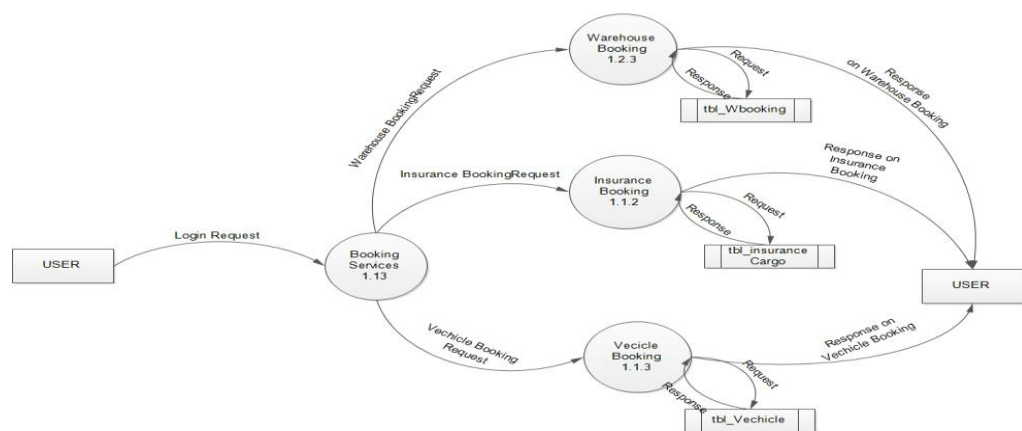 Warehouse
Booking
1.2.3
Request
Response
tbl_Wbooking
Response
on Warehouse Booking
Warehouse BookingRequest
Insurance BookingRequest
Insurance
Booking
1.1.2
Response on
Insurance
Booking
Request
Response
tbl_insurance
Cargo
Login Request
USER
Booking
Services
1.13
USER
Vechicle Booking
Request
Vecicle
Booking
1.1.3
Response on
Vechicle Booking
Request
Response
tbl_Vechicle